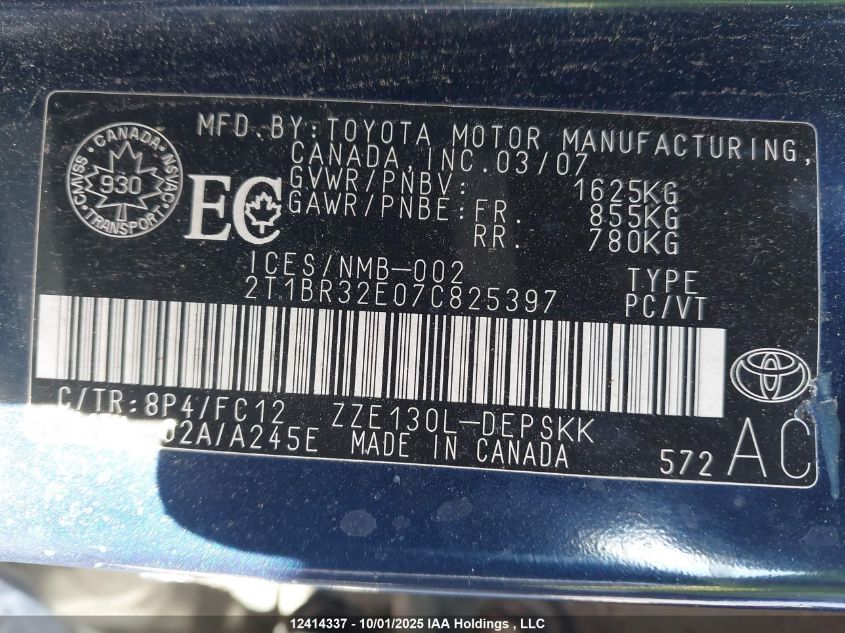 MFD.BY:TOYOTA MOTOR MANUFACTURING,
CANADA,INC.03/07
GVWR/PNBV: 1625KG
GAWR/PNBE:FR. 855KG
RR. 780KG
CANADA
CMVSS NSVAC
930
TRANSPORT
EC
ICES/NMB-002 TYPE
2T1BR32E07C825397 PC/VT
C/TR:8P4/FC12 ZZE130L-DEPSKK
02A/A245E MADE IN CANADA 572 AC
12414337 - 10/01/2025 IAA Holdings , LLC